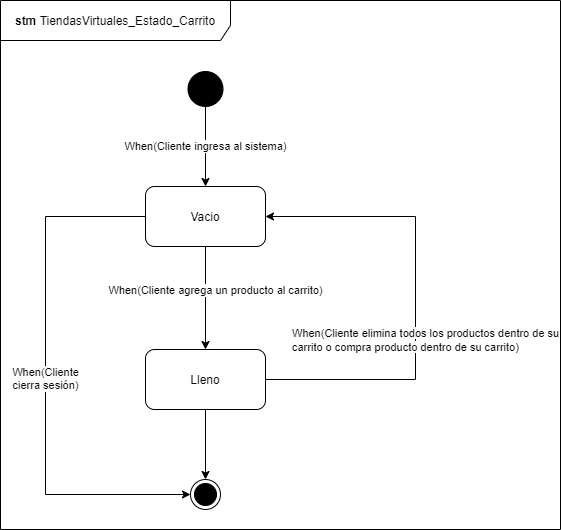 stm TiendasVirtuales_Estado_Carrito
When(Cliente ingresa al sistema)
Vacio
When(Cliente agrega un producto al carrito)
When(Cliente elimina todos los productos dentro de su
carrito o compra producto dentro de su carrito)
When(Cliente
cierra sesión)
Lleno